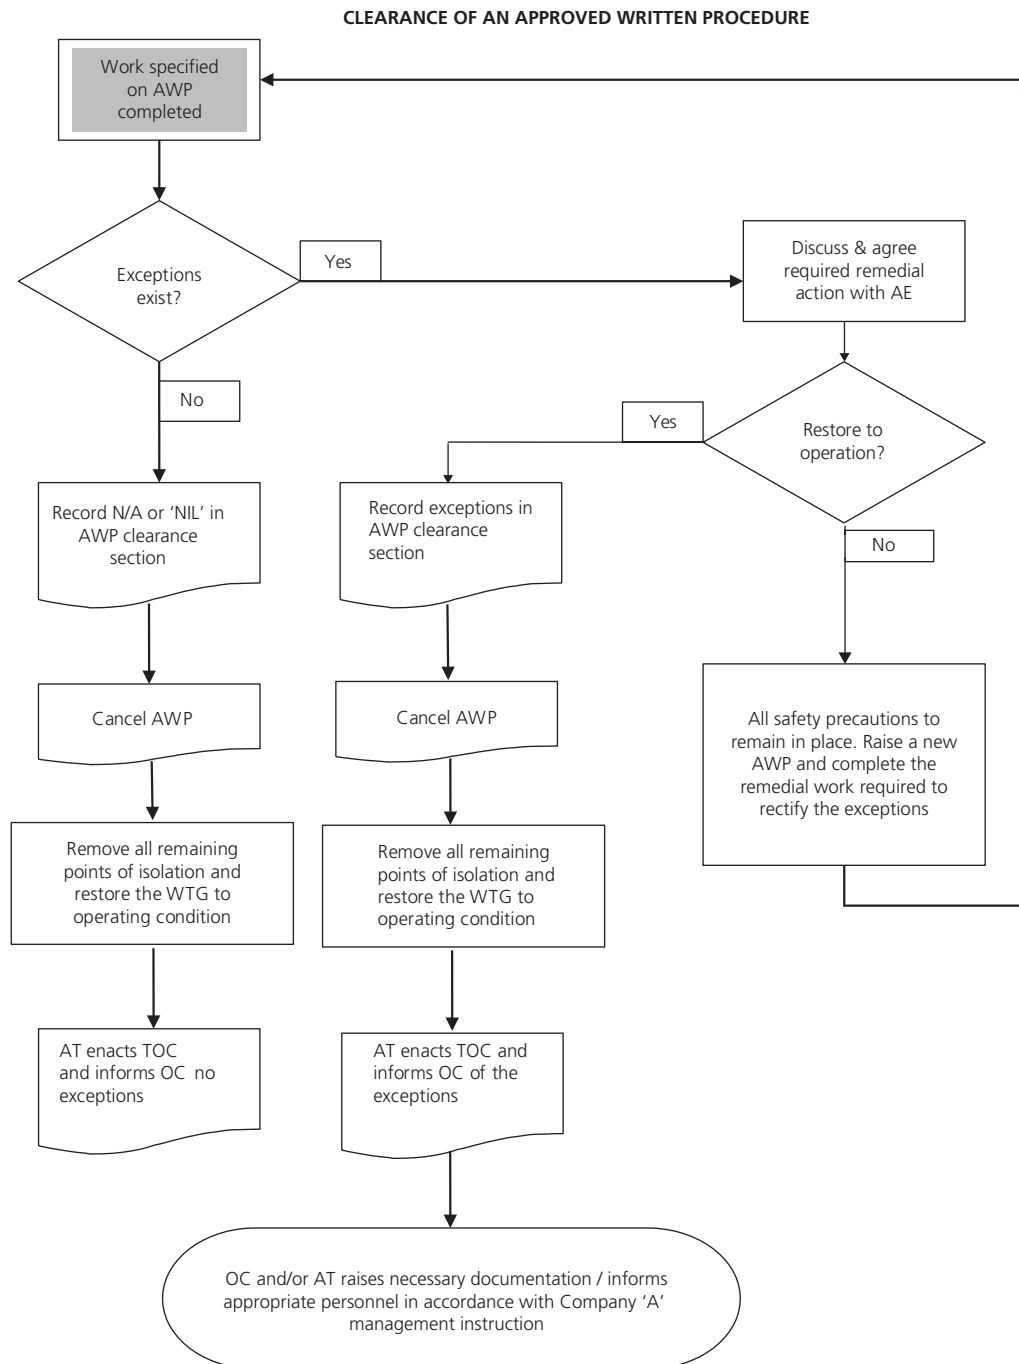 CLEARANCE OF AN APPROVED WRITTEN PROCEDURE
Work specified
on AWP
completed
Exceptions
exist?
Yes
Discuss & agree
required remedial
action with AE
No
Yes
Restore to
operation?
No
Record N/A or ‘NIL’ in
AWP clearance
section
Record exceptions in
AWP clearance
section
Cancel AWP
Cancel AWP
All safety precautions to
remain in place. Raise a new
AWP and complete the
remedial work required to
rectify the exceptions
Remove all remaining
points of isolation and
restore the WTG to
operating condition
Remove all remaining
points of isolation and
restore the WTG to
operating condition
AT enacts TOC
and informs OC no
exceptions
AT enacts TOC and
informs OC of the
exceptions
OC and/or AT raises necessary documentation / informs
appropriate personnel in accordance with Company ‘A’
management instruction